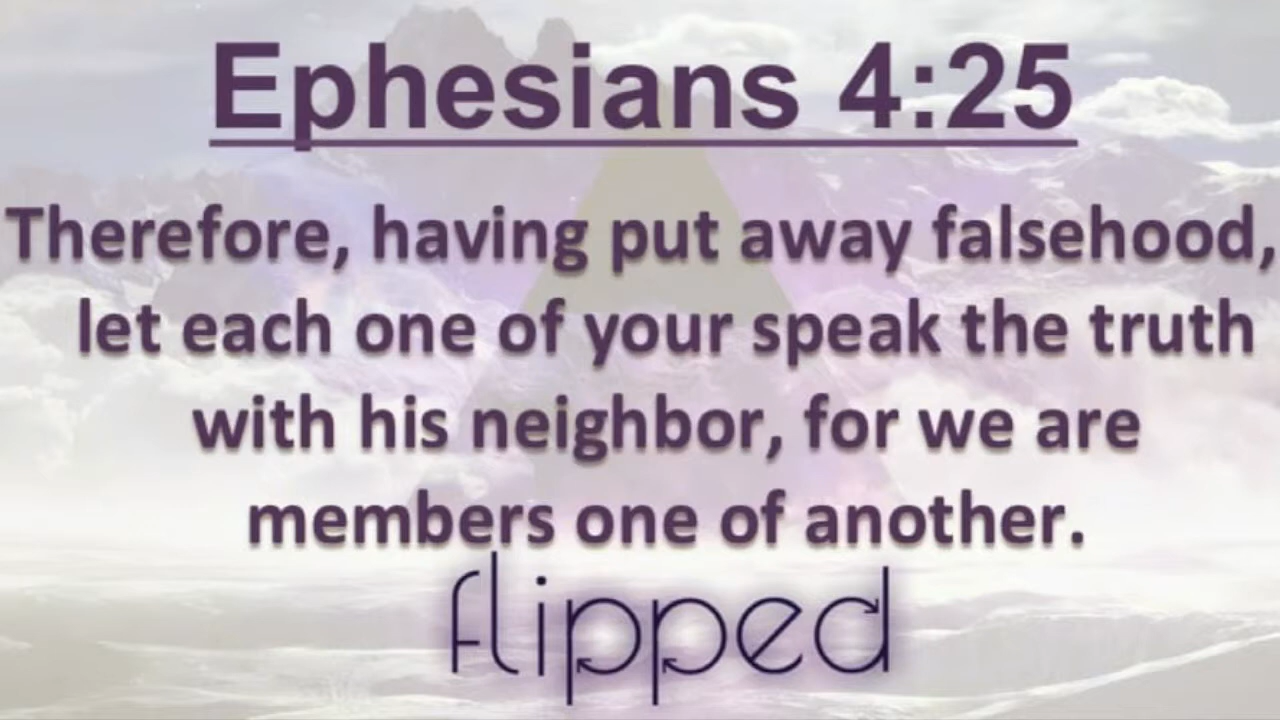 Ephesians 4:25
Therefore, having put away falsehood,
let each one of your speak the truth
with his neighbor, for we are
members one of another.
flipped